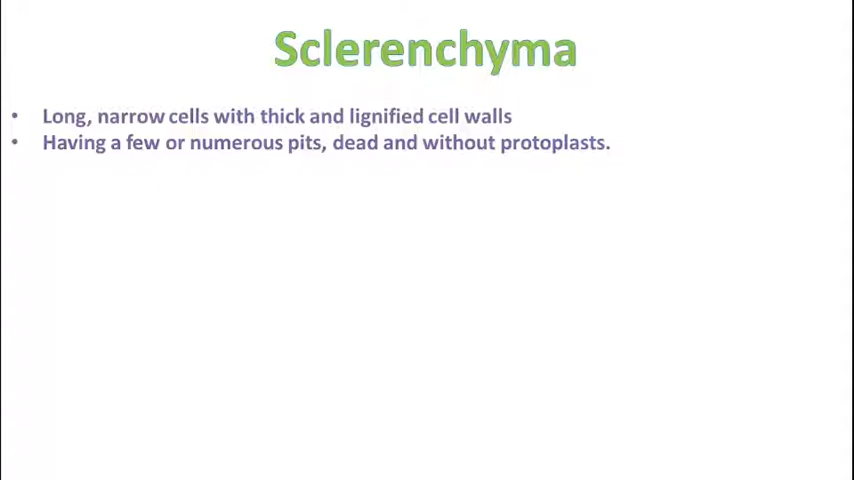 Sclerenchyma
• Long, narrow cells with thick and lignified cell walls
• Having a few or numerous pits, dead and without protoplasts.